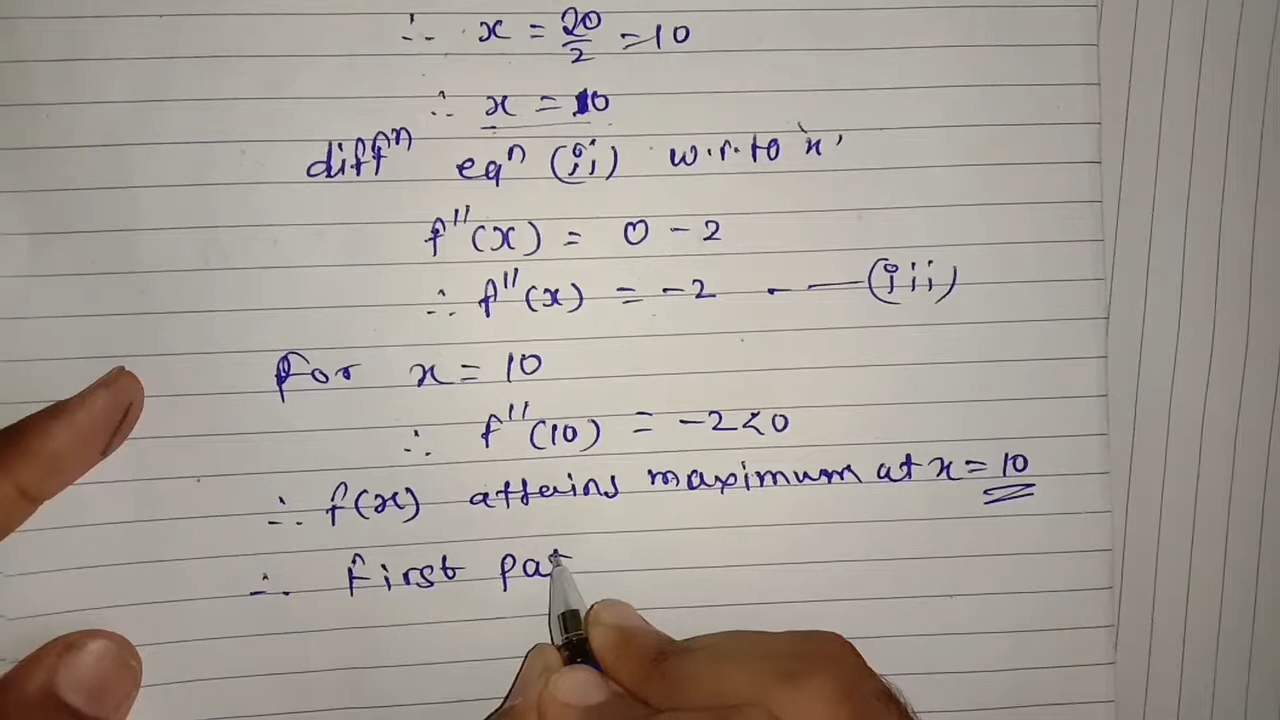 ∴ x = 20/2 = 10
∴ x = 10
diffⁿ eqⁿ (ii) w.r.to 'x'
f''(x) = 0 - 2
∴ f''(x) = -2 - —(iii)
For x = 10
∴ f''(10) = -2<0
∴ f(x) attains maximum at x = 10
∴ First pat